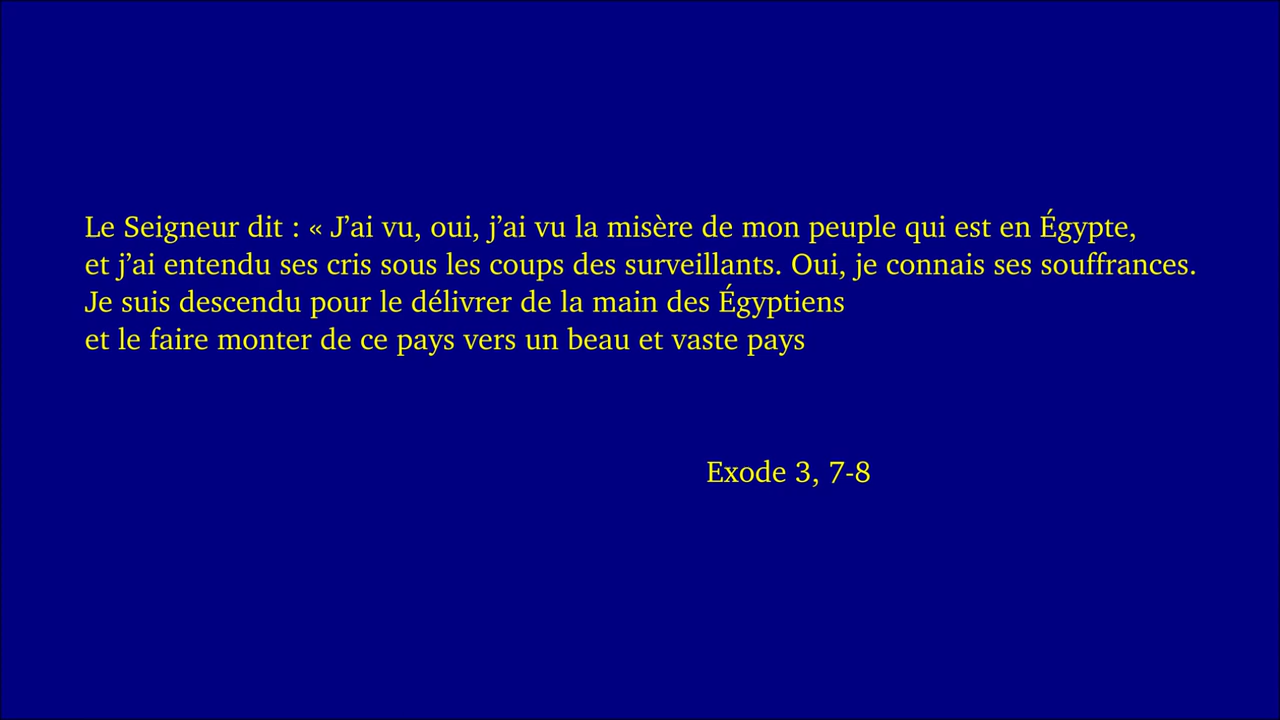 Le Seigneur dit : « J’ai vu, oui, j’ai vu la misère de mon peuple qui est en Égypte,
et j’ai entendu ses cris sous les coups des surveillants. Oui, je connais ses souffrances.
Je suis descendu pour le délivrer de la main des Égyptiens
et le faire monter de ce pays vers un beau et vaste pays
Exode 3, 7-8